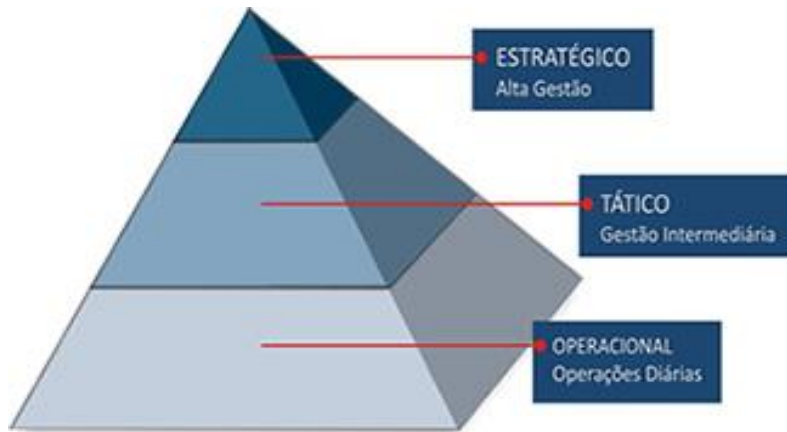 ESTRATÉGICO
Alta Gestão
TÁTICO
Gestão Intermediária
OPERACIONAL
Operações Diárias